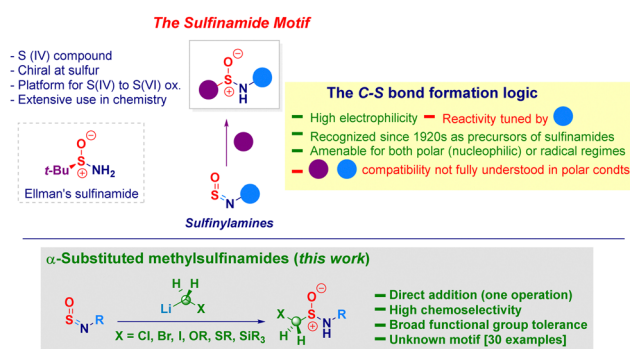 The Sulfinamide Motif
- S (IV) compound
- Chiral at sulfur
- Platform for S(IV) to S(VI) ox.
- Extensive use in chemistry
O
S
N
H
The C-S bond formation logic
High electrophilicity
Reactivity tuned by
Recognized since 1920s as precursors of sulfinamides
Amenable for both polar (nucleophilic) or radical regimes
compatibility not fully understood in polar condts
O
t-Bu S NH2
Ellman's sulfinamide
O
S
N
Sulfinylamines
α-Substituted methylsulfinamides (this work)
O
S
N R
H H
Li X
X = Cl, Br, I, OR, SR, SiR3
O
X
C S N R
H H H
Direct addition (one operation)
High chemoselectivity
Broad functional group tolerance
Unknown motif [30 examples]